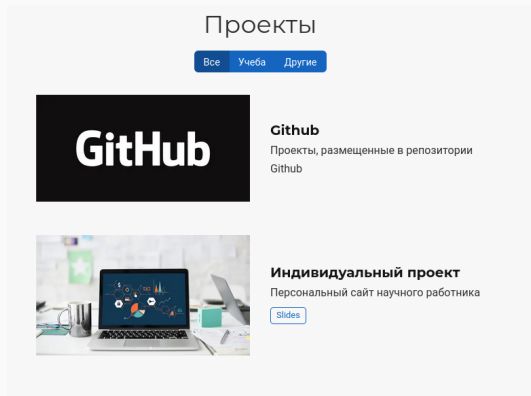 Проекты
Все Учеба Другие
GitHub
Github
Проекты, размещенные в репозитории
Github
Индивидуальный проект
Персональный сайт научного работника
Slides